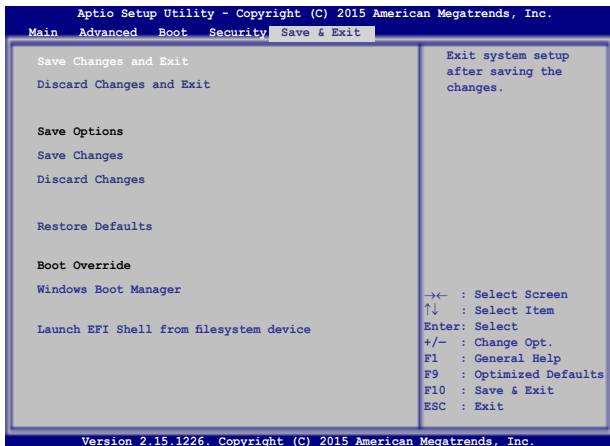 Aptio Setup Utility - Copyright (C) 2015 American Megatrends, Inc.
Main Advanced Boot Security Save & Exit
Save Changes and Exit
Discard Changes and Exit
Save Options
Save Changes
Discard Changes
Restore Defaults
Boot Override
Windows Boot Manager
Launch EFI Shell from filesystem device
Exit system setup
after saving the
changes.
→← : Select Screen
↑↓ : Select Item
Enter: Select
+/— : Change Opt.
F1 : General Help
F9 : Optimized Defaults
F10 : Save & Exit
ESC : Exit
Version 2.15.1226. Copyright (C) 2015 American Megatrends, Inc.